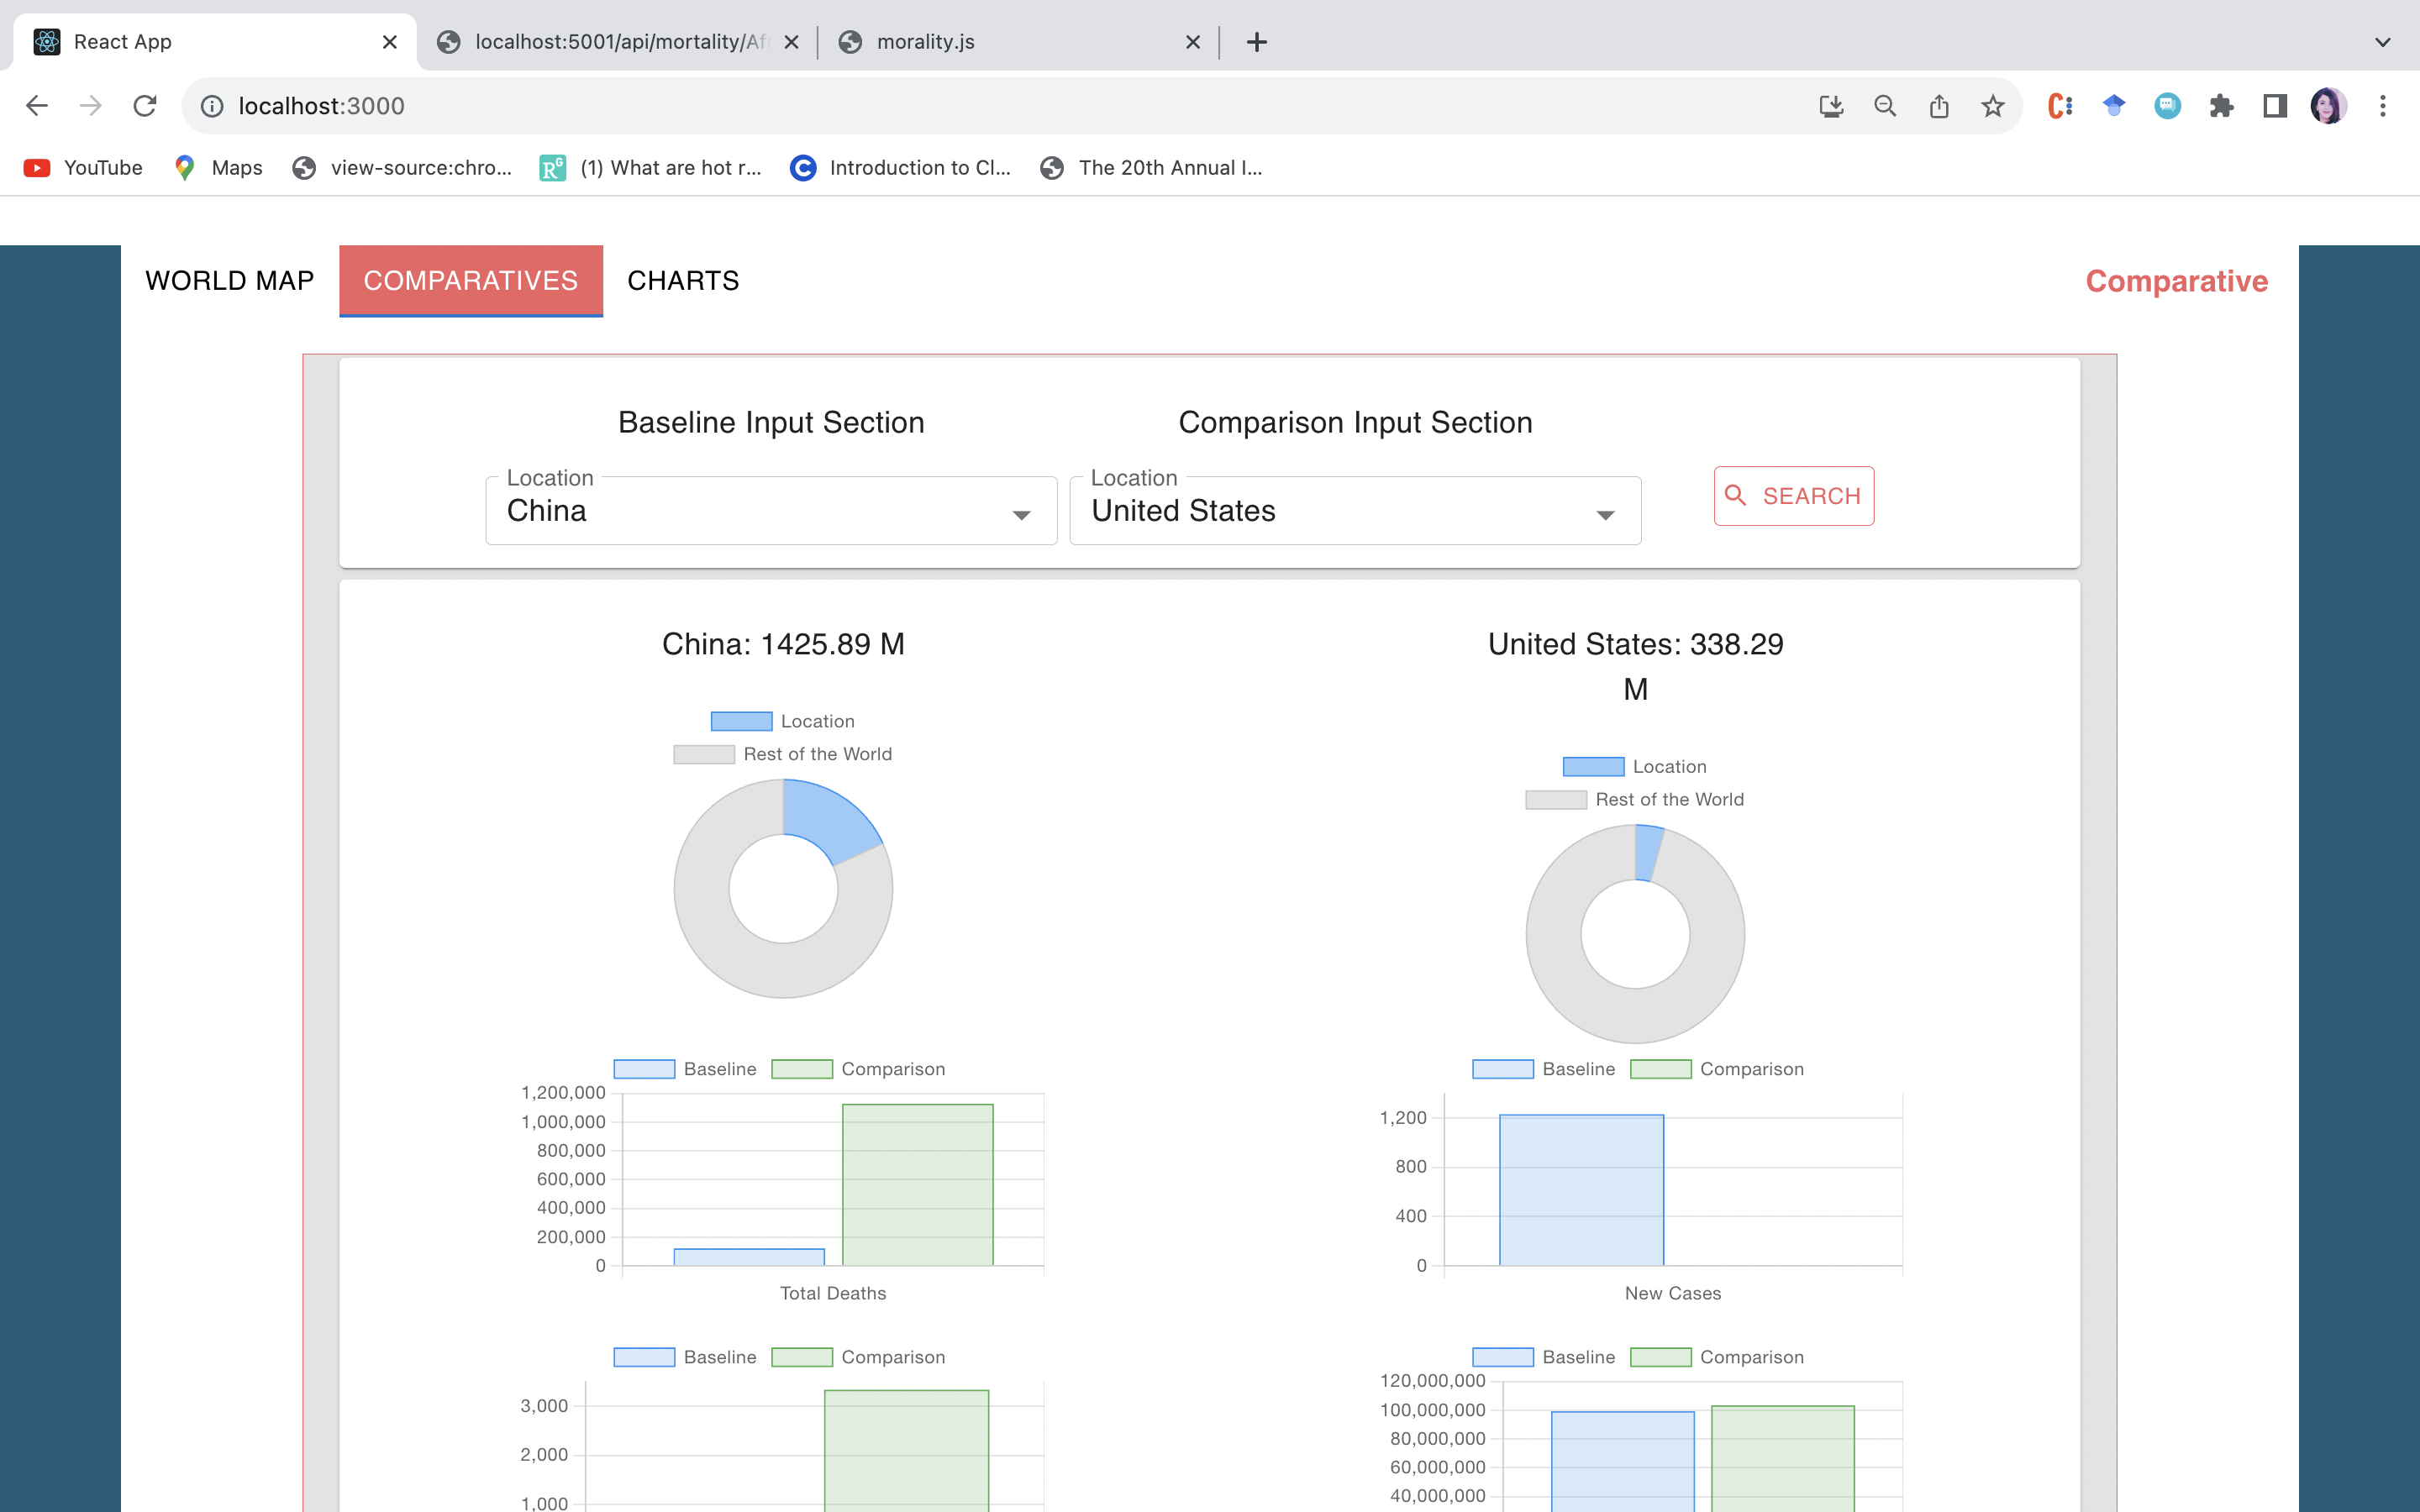 React App
localhost:5001/api/mortality/Af
morality.js
localhost:3000
YouTube
Maps
view-source:chro...
(1) What are hot r...
Introduction to Cl...
The 20th Annual I...
WORLD MAP
COMPARATIVES
CHARTS
Comparative
Baseline Input Section
Comparison Input Section
Location
China
Location
United States
SEARCH
China: 1425.89 M
United States: 338.29
M
Location
Rest of the World
Location
Rest of the World
Baseline
Comparison
1,200,000
1,000,000
800,000
600,000
400,000
200,000
0
Total Deaths
Baseline
Comparison
1,200
800
400
0
New Cases
Baseline
Comparison
3,000
2,000
1,000
Baseline
Comparison
120,000,000
100,000,000
80,000,000
60,000,000
40,000,000